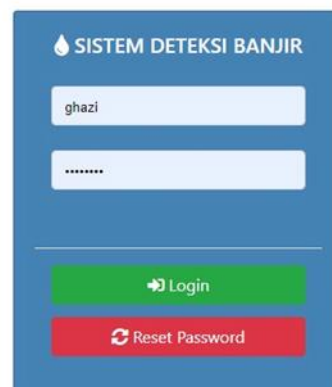 SISTEM DETEKSI BANJIR
ghazi
••••••••
Login
Reset Password